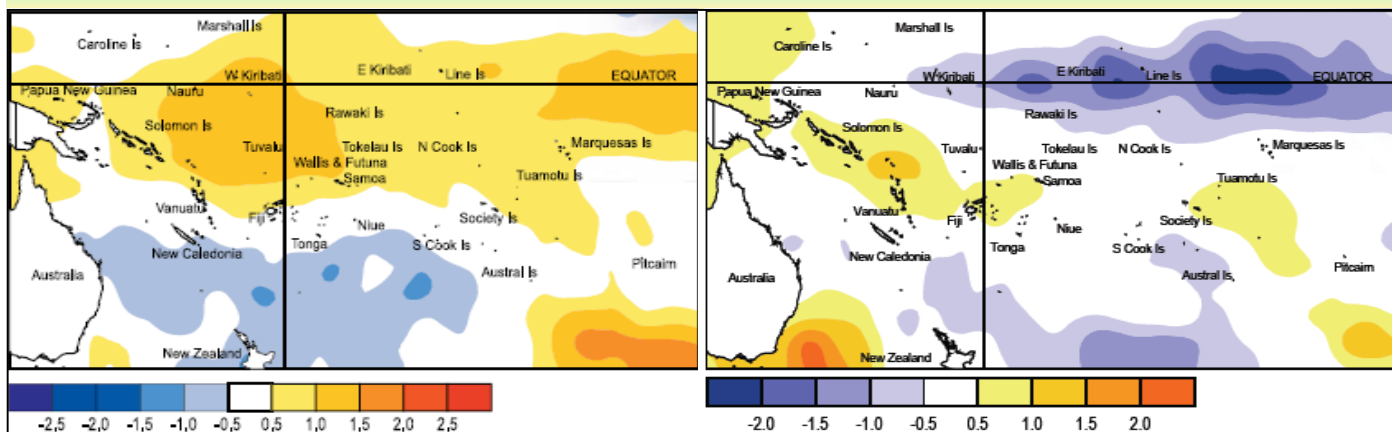 Marshall Is
Caroline Is
W Kiribati
E Kiribati
Line Is
EQUATOR
Papua New Guinea
Nauru
Rawaki Is
Solomon Is
Tuvalu
Tokelau Is
N Cook Is
Marquesas Is
Wallis & Futuna
Samoa
Tuamotu Is
Vanuatu
Fiji
Society Is
Niue
Tonga
S Cook Is
New Caledonia
Australia
Austral Is
Pitcairn
New Zealand
-2,5 -2,0 -1,5 -1,0 -0,5 0,5 1,0 1,5 2,0 2,5
Marshall Is
Caroline Is
W Kiribati
E Kiribati
Line Is
EQUATOR
Papua New Guinea
Nauru
Rawaki Is
Solomon Is
Tuvalu
Tokelau Is
N Cook Is
Marquesas Is
Wallis & Futuna
Samoa
Tuamotu Is
Vanuatu
Fiji
Society Is
Niue
Tonga
S Cook Is
New Caledonia
Australia
Austral Is
Pitcairn
New Zealand
-2.0 -1.5 -1.0 -0.5 0.5 1.0 1.5 2.0